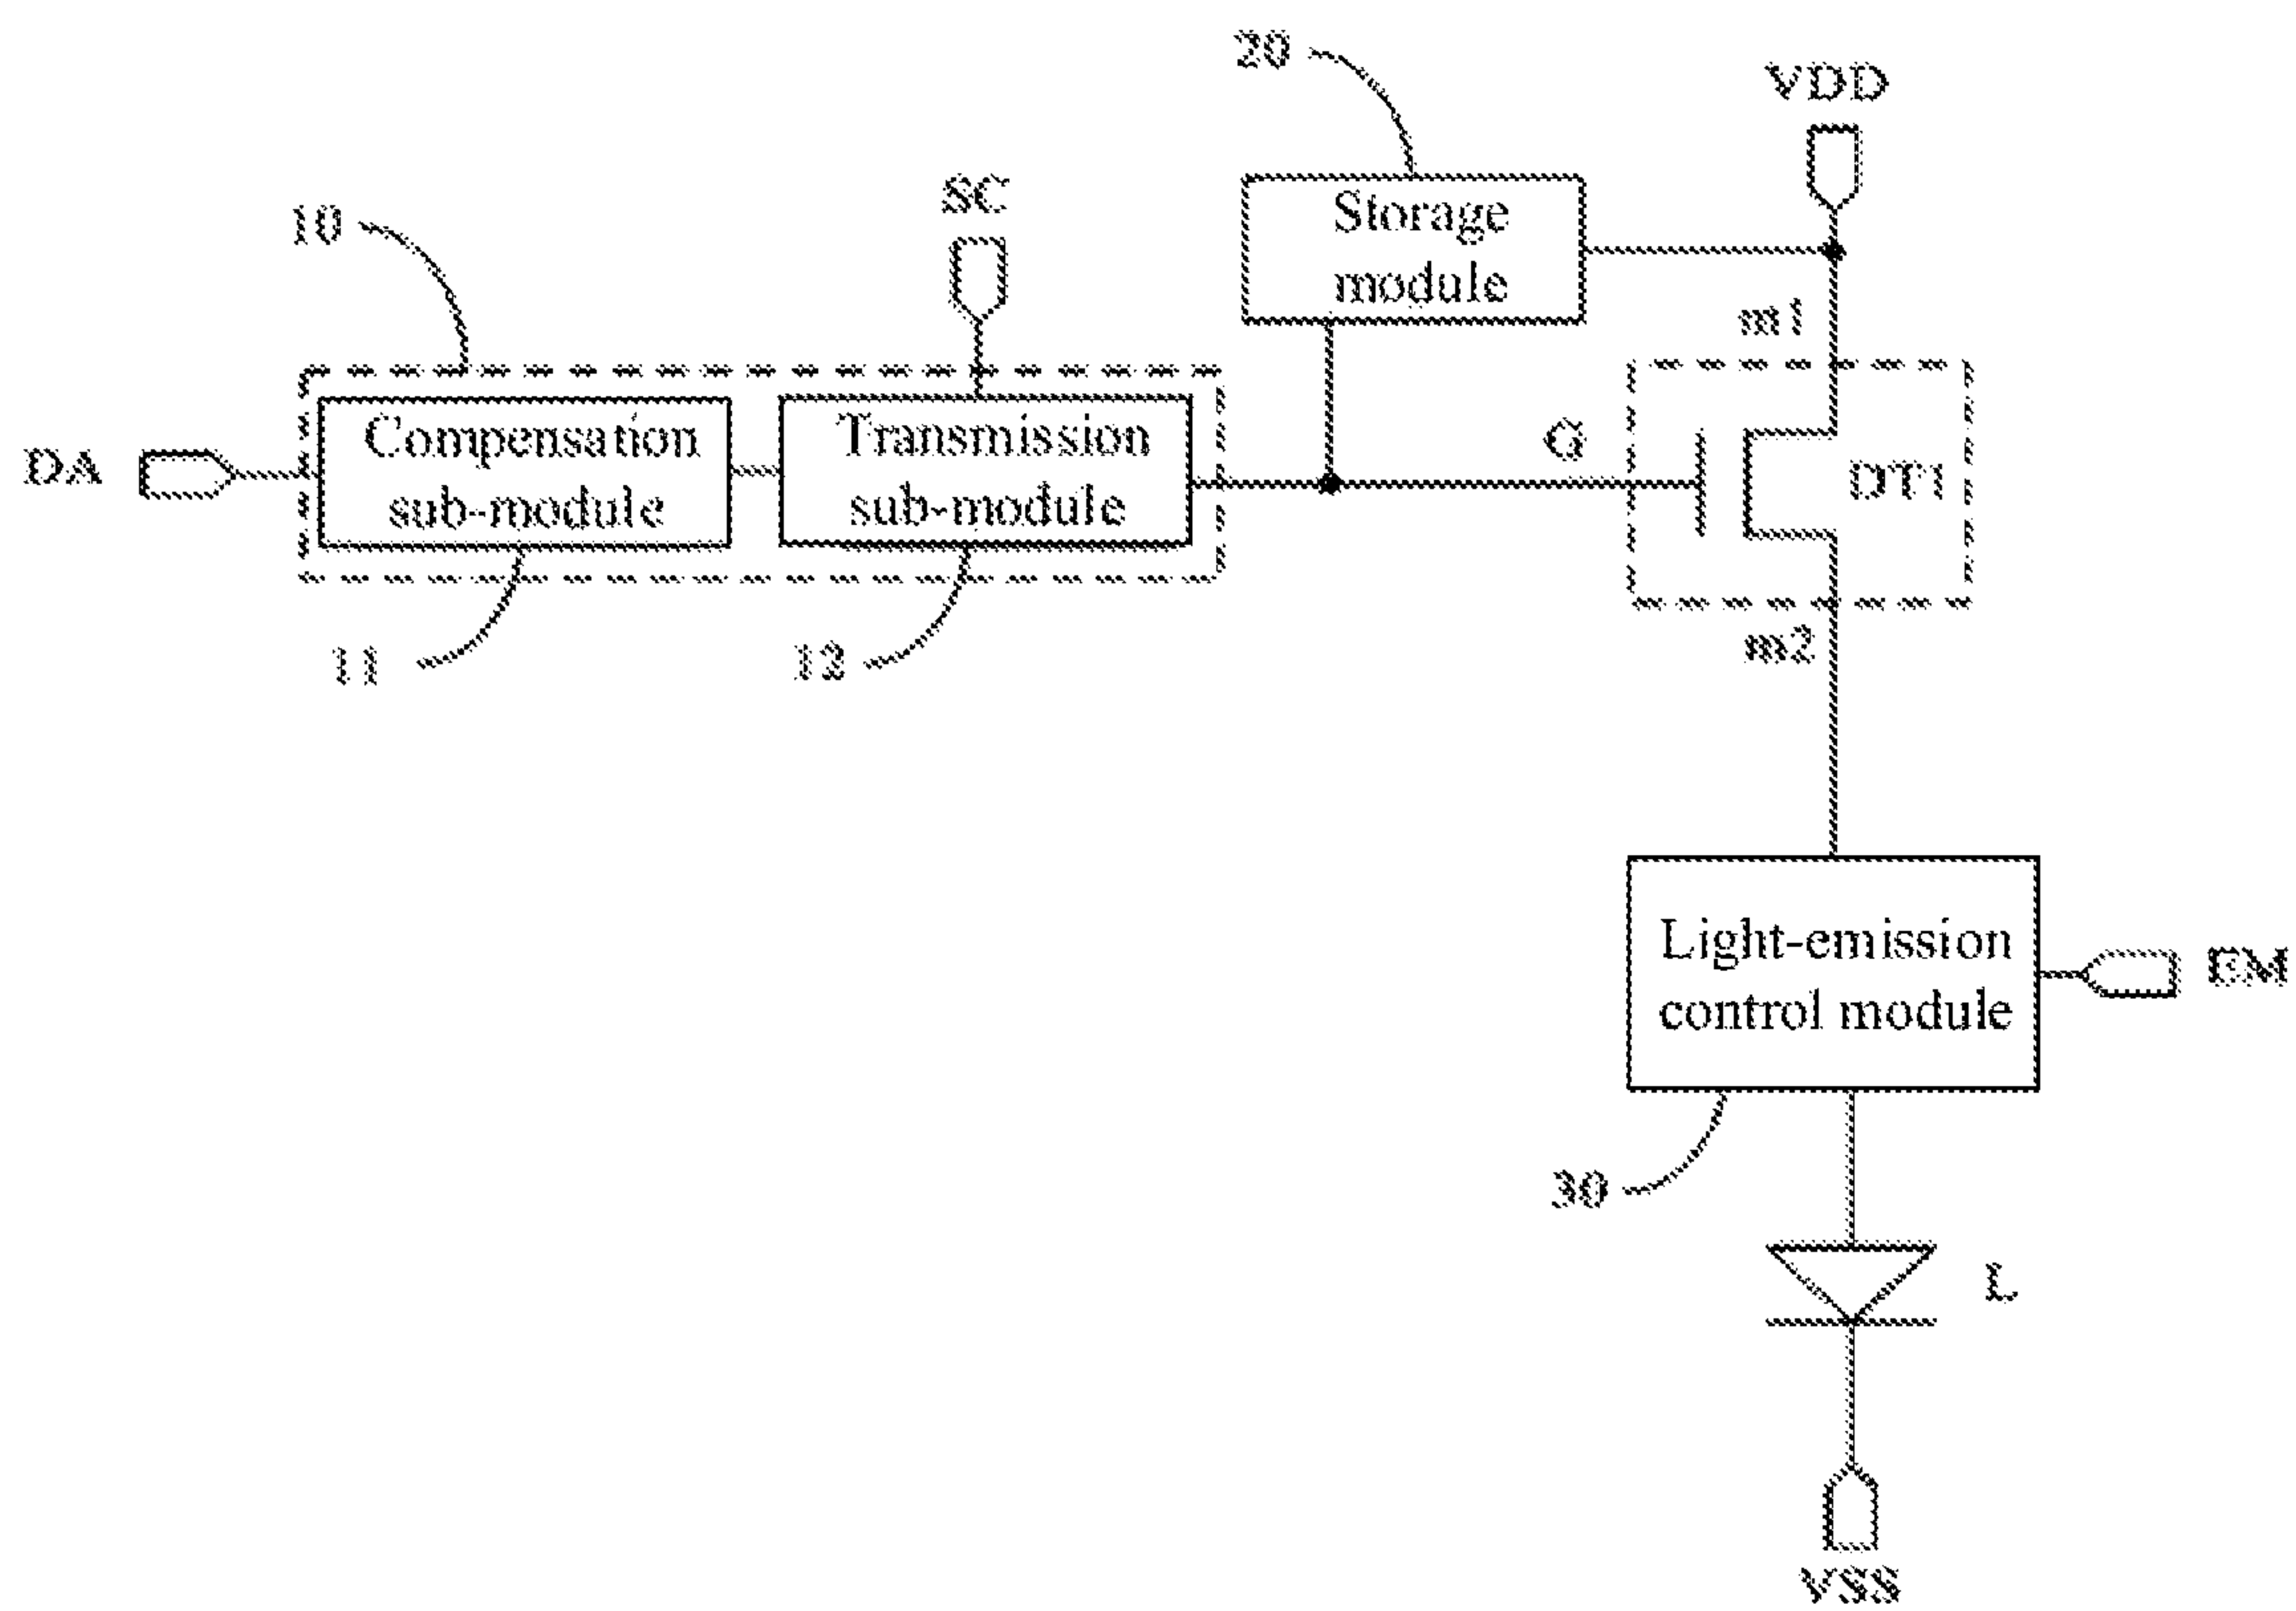 20
VDD
SC
10
Storage
module
m1
DA
Compensation
sub-module
Transmission
sub-module
G
DT1
11
12
m2
Light-emission
control module
EM
30
L
VSS